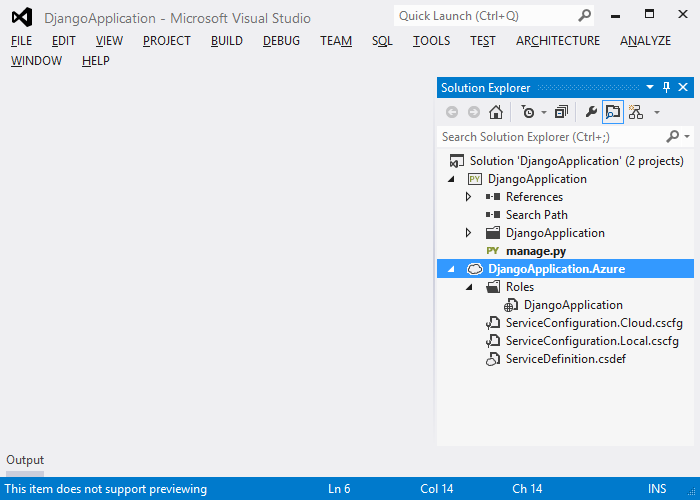 DjangoApplication - Microsoft Visual Studio
Quick Launch (Ctrl+Q)
FILE EDIT VIEW PROJECT BUILD DEBUG TEAM SQL TOOLS TEST ARCHITECTURE ANALYZE
WINDOW HELP
Solution Explorer
Search Solution Explorer (Ctrl+;)
Solution 'DjangoApplication' (2 projects)
PY DjangoApplication
References
Search Path
DjangoApplication
PY manage.py
DjangoApplication.Azure
Roles
DjangoApplication
ServiceConfiguration.Cloud.cscfg
ServiceConfiguration.Local.cscfg
ServiceDefinition.csdef
Output
This item does not support previewing Ln 6 Col 14 Ch 14 INS